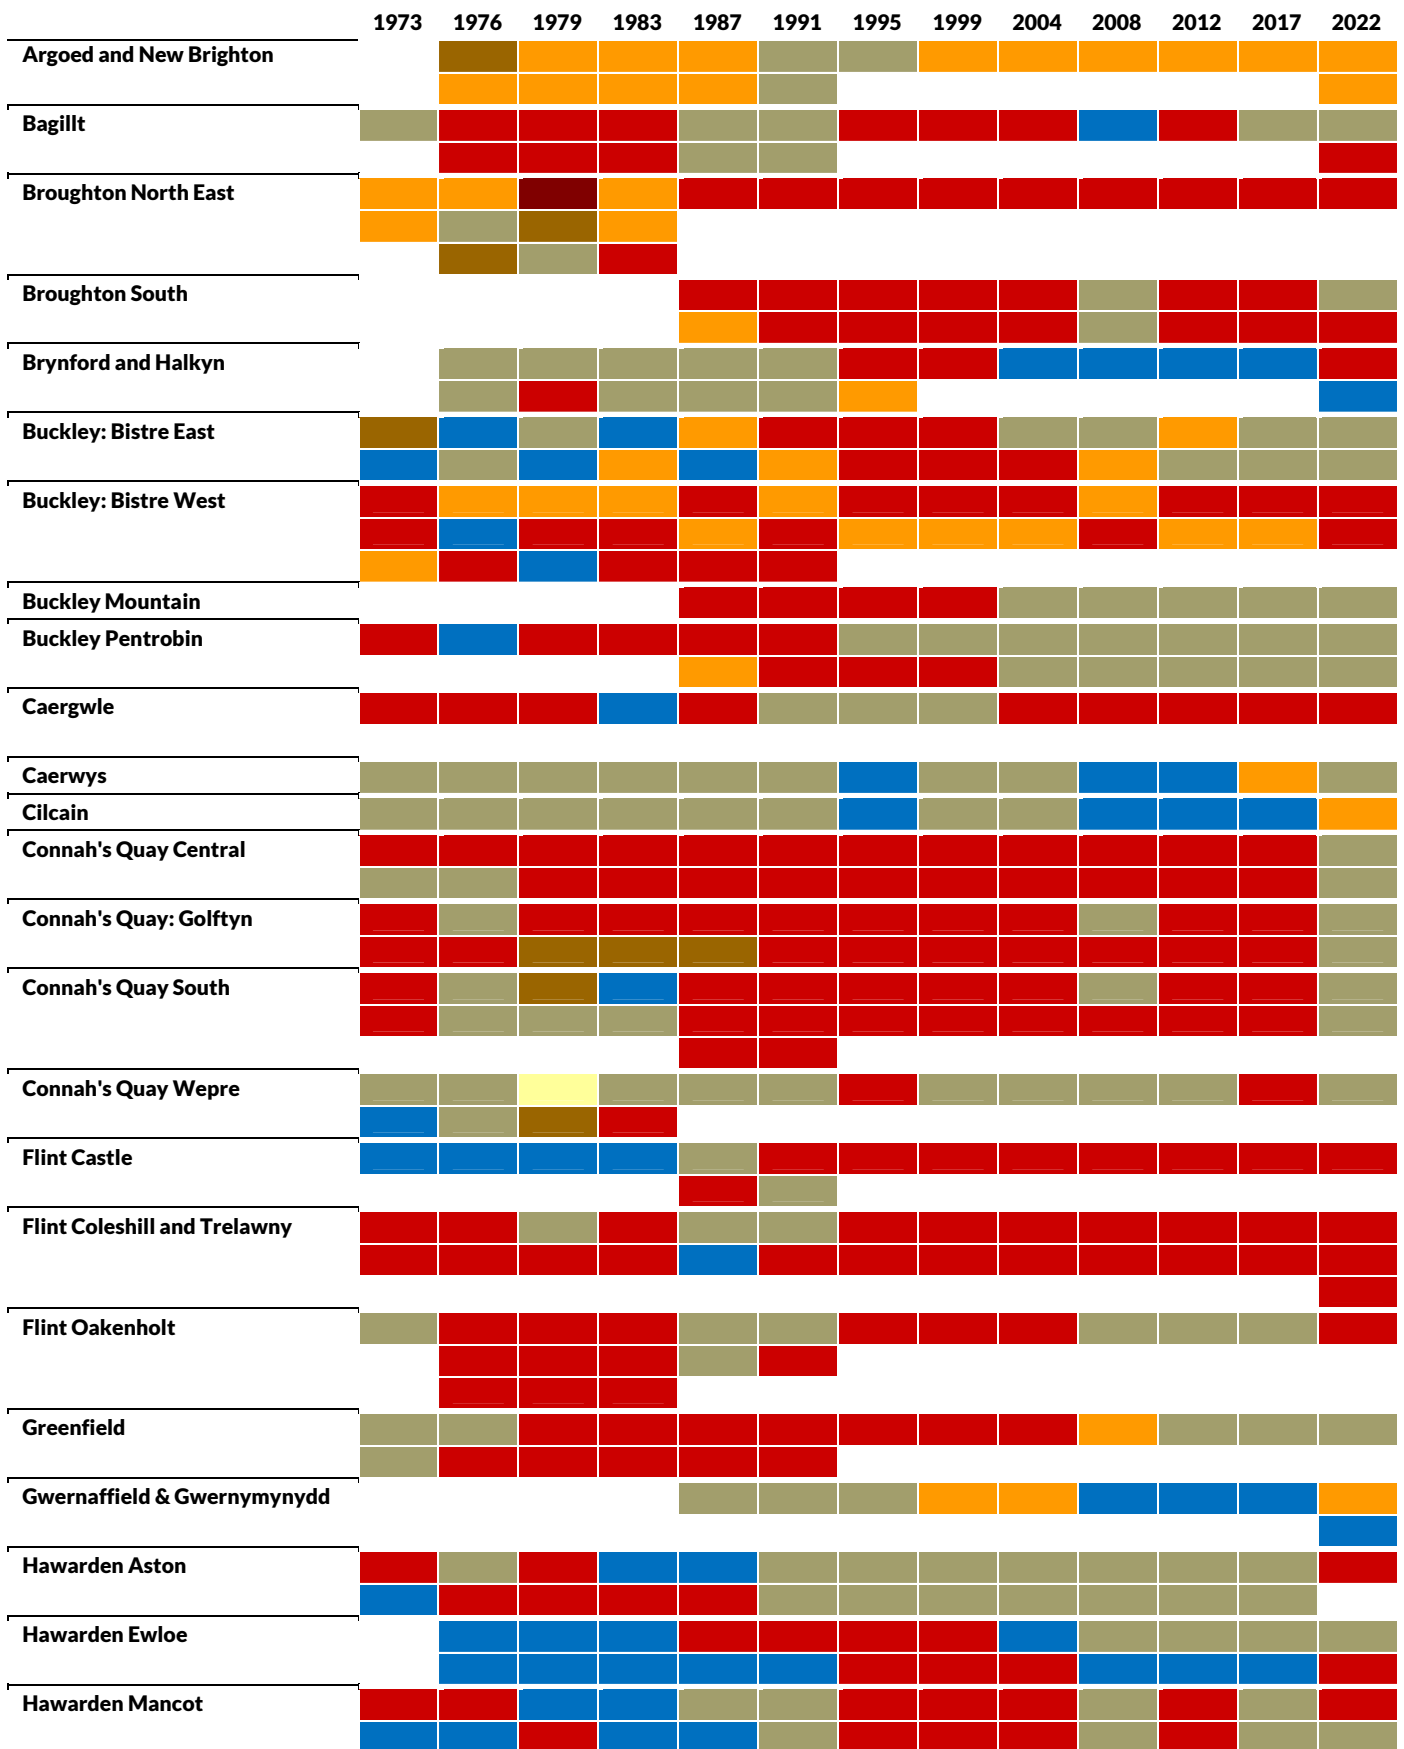 1973 1976 1979 1983 1987 1991 1995 1999 2004 2008 2012 2017 2022
Argoed and New Brighton
Bagillt
Broughton North East
Broughton South
Brynford and Halkyn
Buckley: Bistre East
Buckley: Bistre West
Buckley Mountain
Buckley Pentrobin
Caergwle
Caerwys
Cilcain
Connah's Quay Central
Connah's Quay: Golftyn
Connah's Quay South
Connah's Quay Wepre
Flint Castle
Flint Coleshill and Trelawny
Flint Oakenholt
Greenfield
Gwernaffield & Gwernymynydd
Hawarden Aston
Hawarden Ewloe
Hawarden Mancot